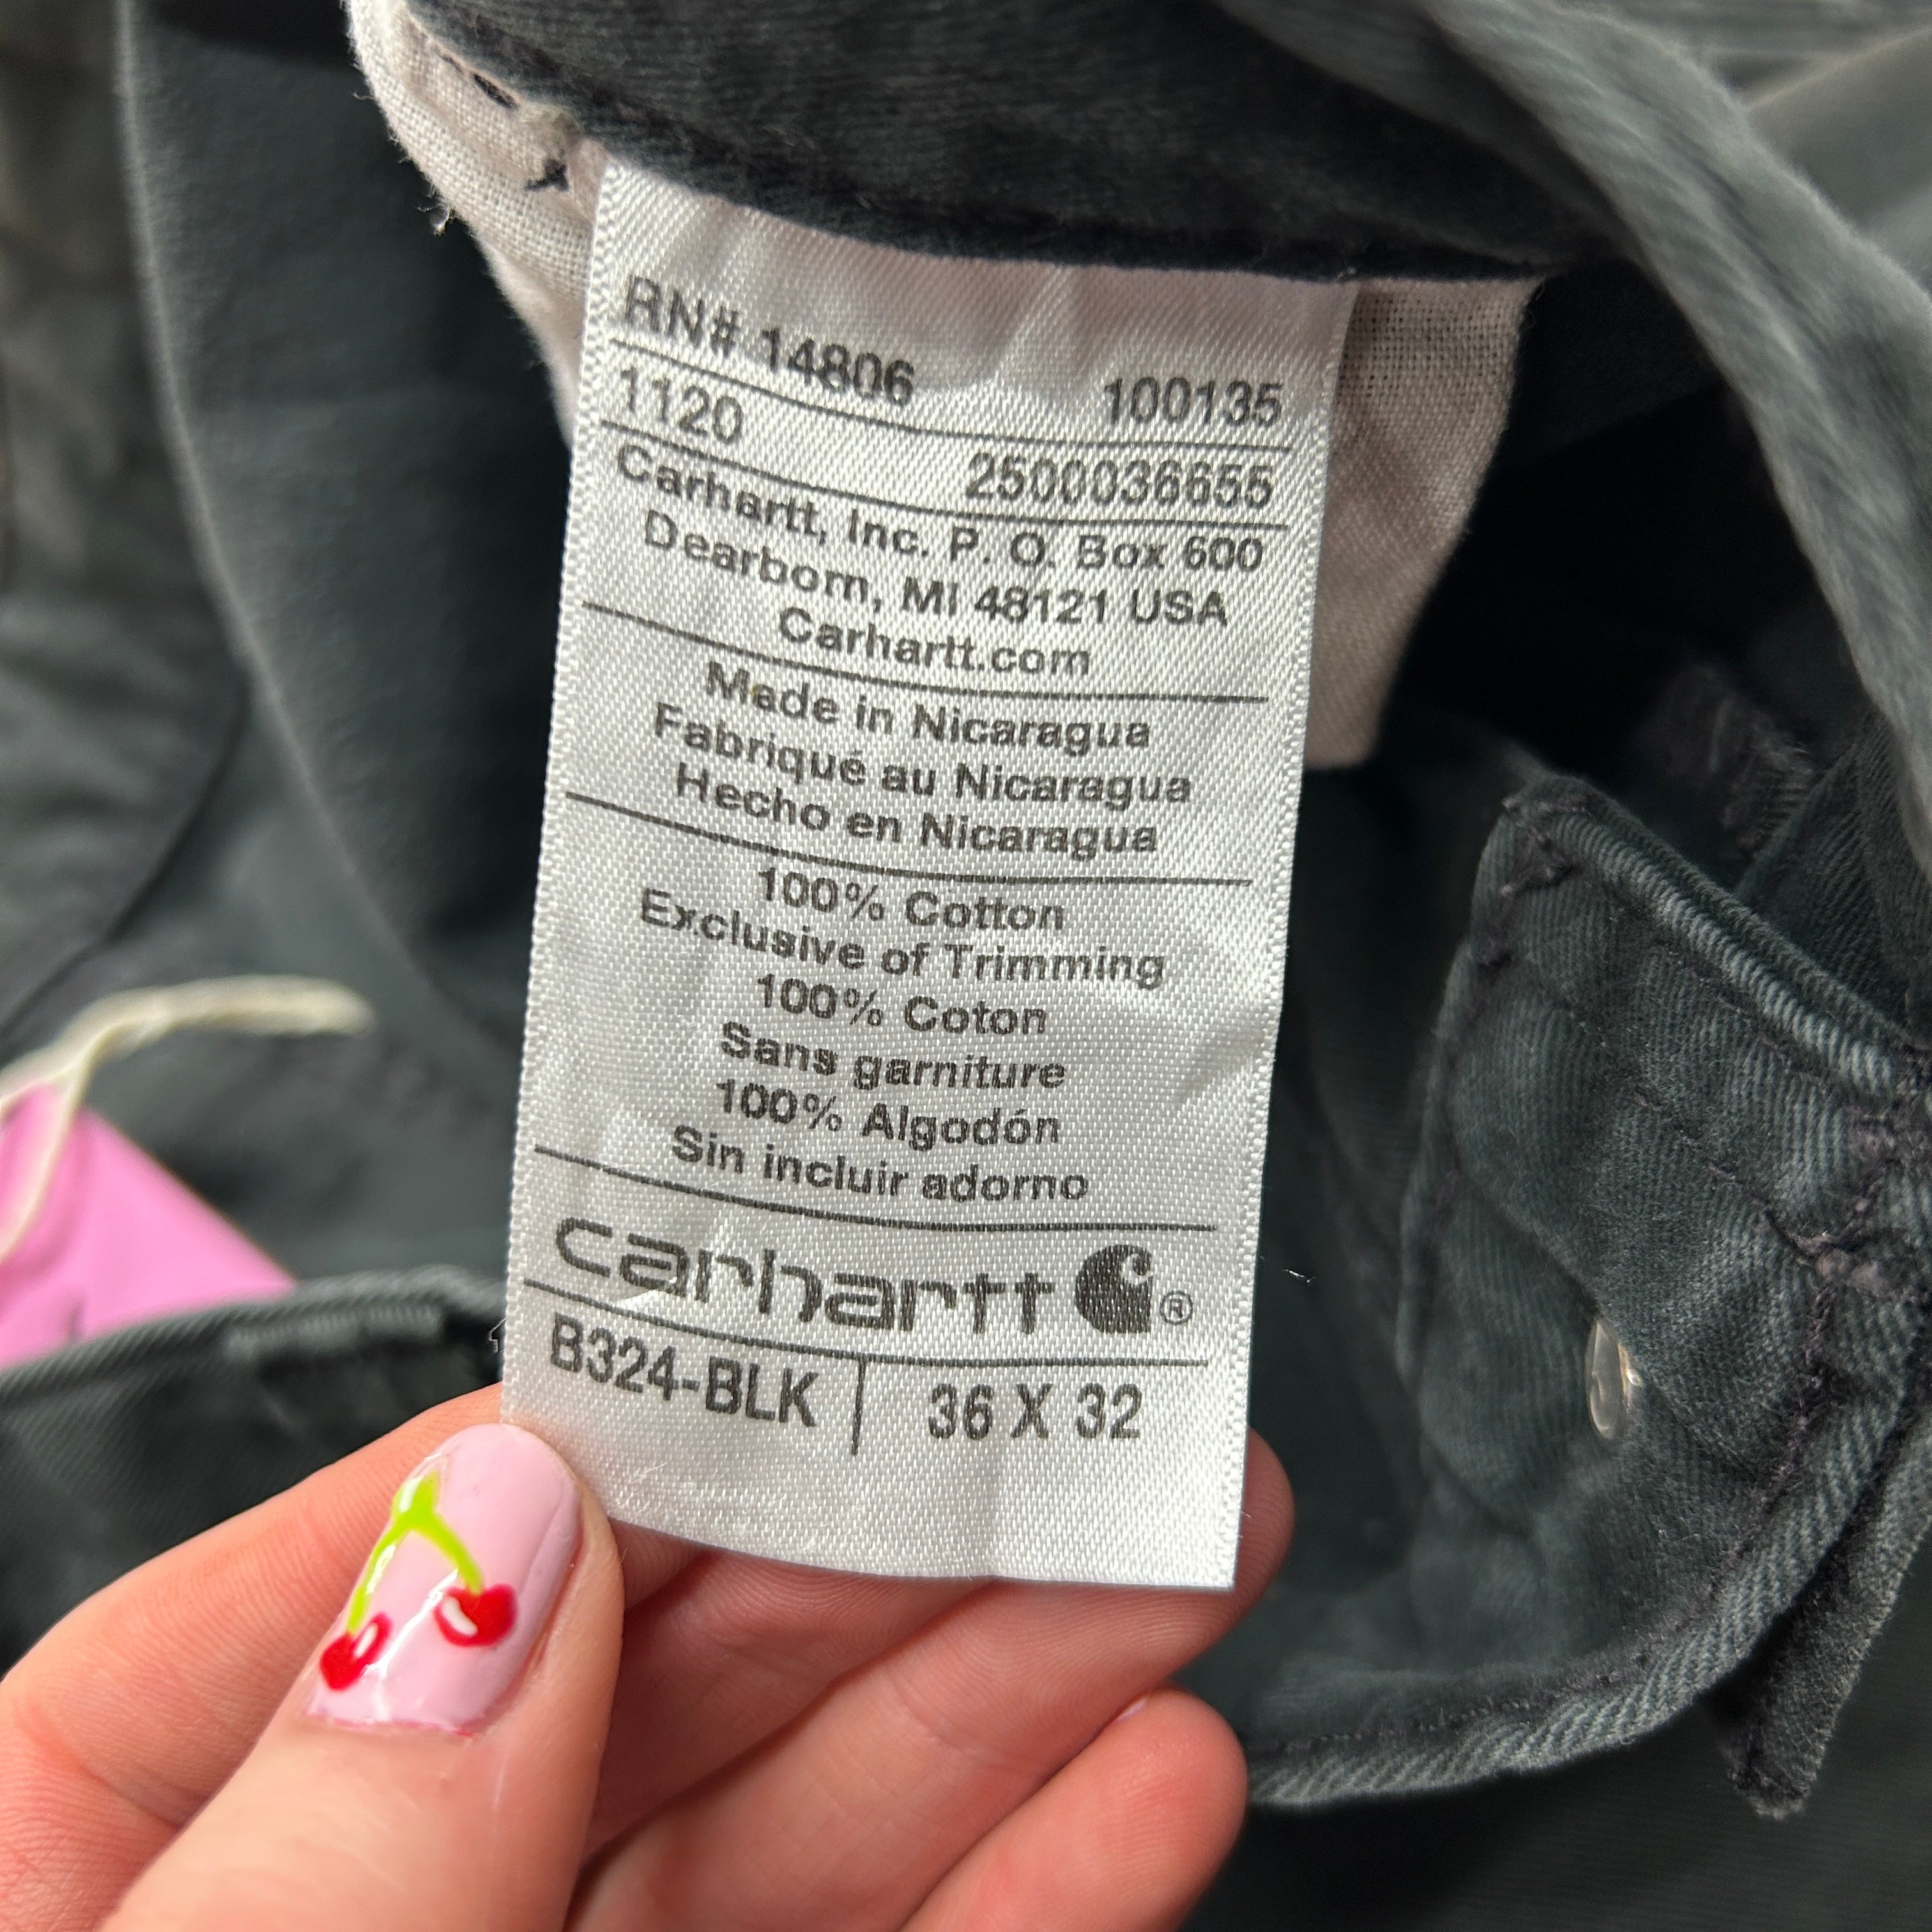 RN# 14806 100135
1120 2500036655
Carhartt, Inc. P. O. Box 600
Dearborn, MI 48121 USA
Carhartt.com
Made in Nicaragua
Fabriqué au Nicaragua
Hecho en Nicaragua
100% Cotton
Exclusive of Trimming
100% Coton
Sans garniture
100% Algodón
Sin incluir adorno
carhartt ®
B324-BLK | 36 X 32